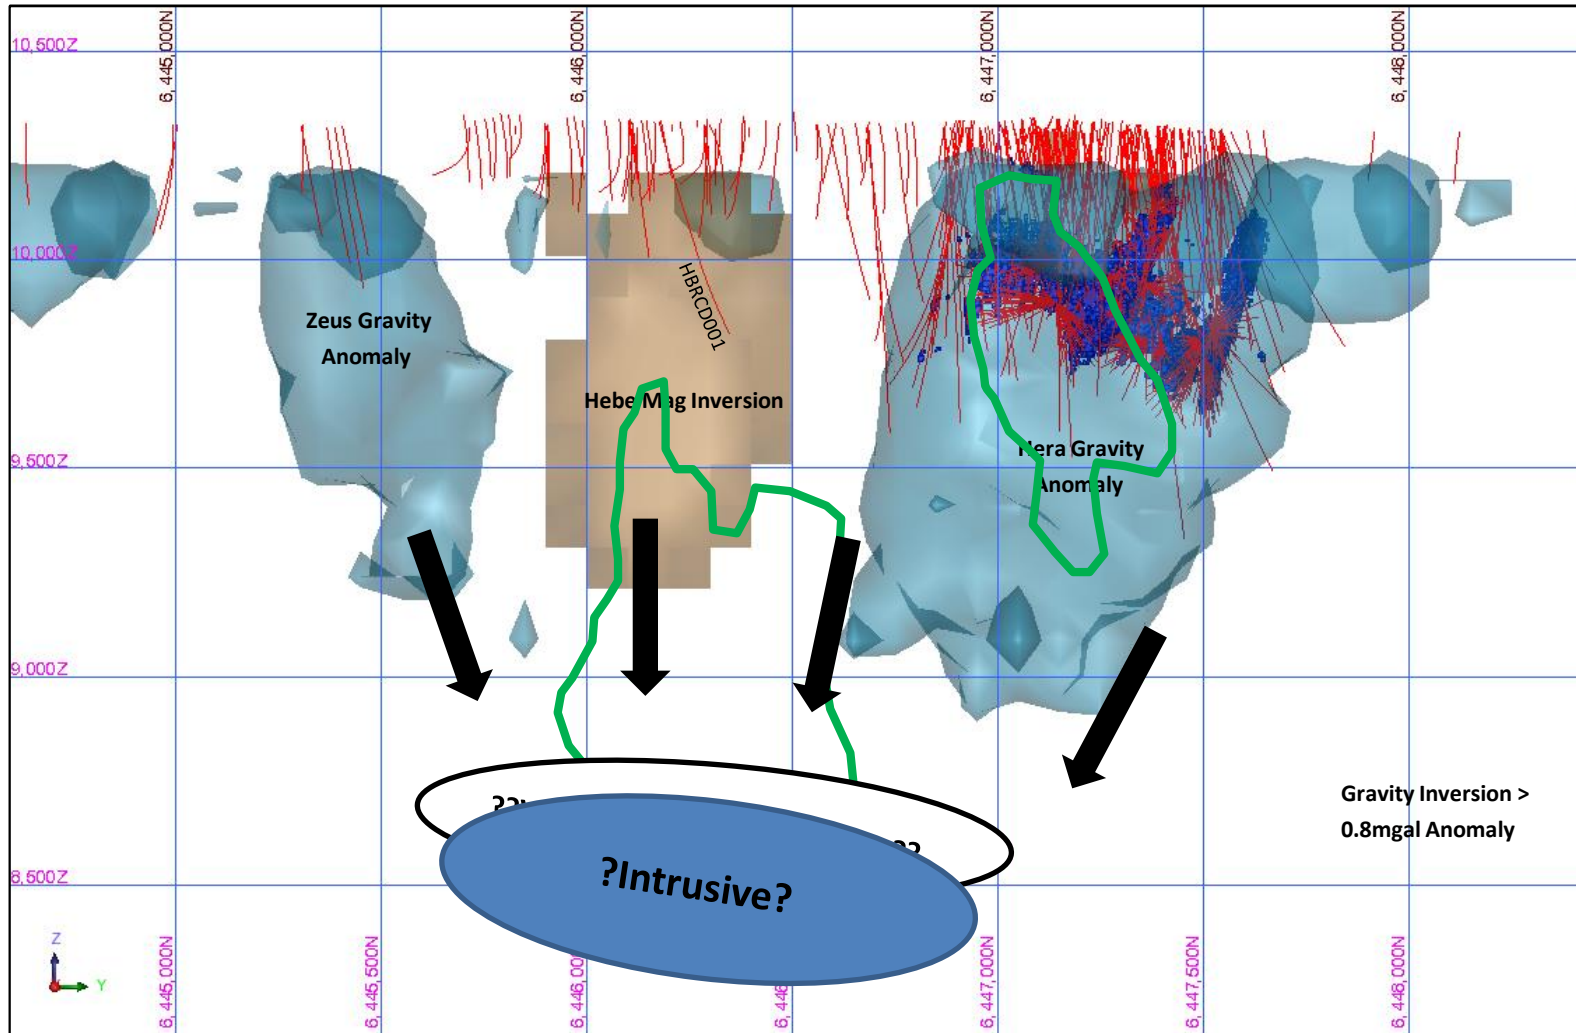 6,445,000N
6,446,000N
6,447,000N
6,448,000N
10,500Z
10,000Z
HBRCD001
Zeus Gravity
Anomaly
Hebe Mag Inversion
Hera Gravity
Anomaly
9,500Z
9,000Z
Gravity Inversion >
0.8mgal Anomaly
8,500Z
?Intrusive?
Z
Y
6,445,000N
6,445,500N
6,447,000N
6,447,500N
6,448,000N